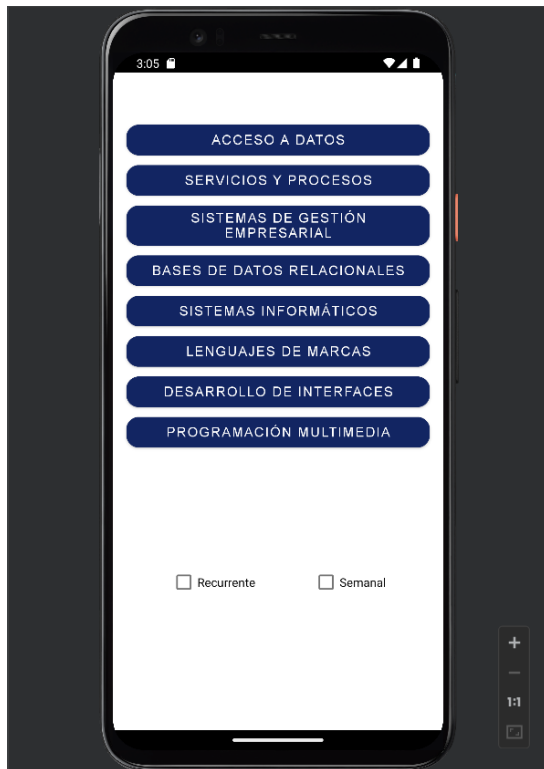 3:05
ACCESO A DATOS
SERVICIOS Y PROCESOS
SISTEMAS DE GESTIÓN
EMPRESARIAL
BASES DE DATOS RELACIONALES
SISTEMAS INFORMÁTICOS
LENGUAJES DE MARCAS
DESARROLLO DE INTERFACES
PROGRAMACIÓN MULTIMEDIA
Recurrente Semanal
+
−
1:1